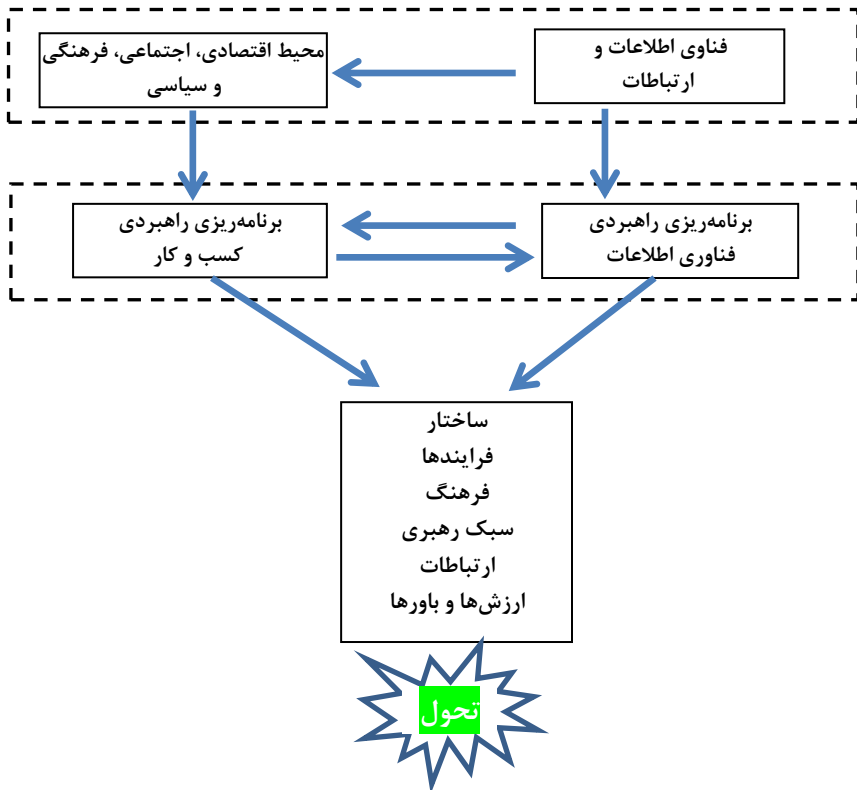 فناوی اطلاعات و
ارتباطات
محیط اقتصادی، اجتماعی، فرهنگی
و سیاسی
برنامه‌ریزی راهبردی
فناوری اطلاعات
برنامه‌ریزی راهبردی
کسب و کار
ساختار
فرایندها
فرهنگ
سبک رهبری
ارتباطات
ارزش‌ها و باورها
تحول